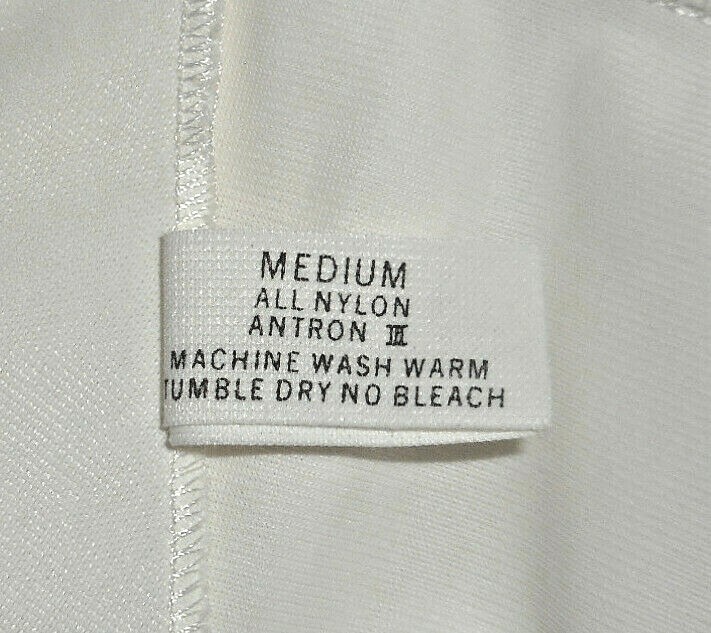 MEDIUM
ALL NYLON
ANTRON III
MACHINE WASH WARM
TUMBLE DRY NO BLEACH